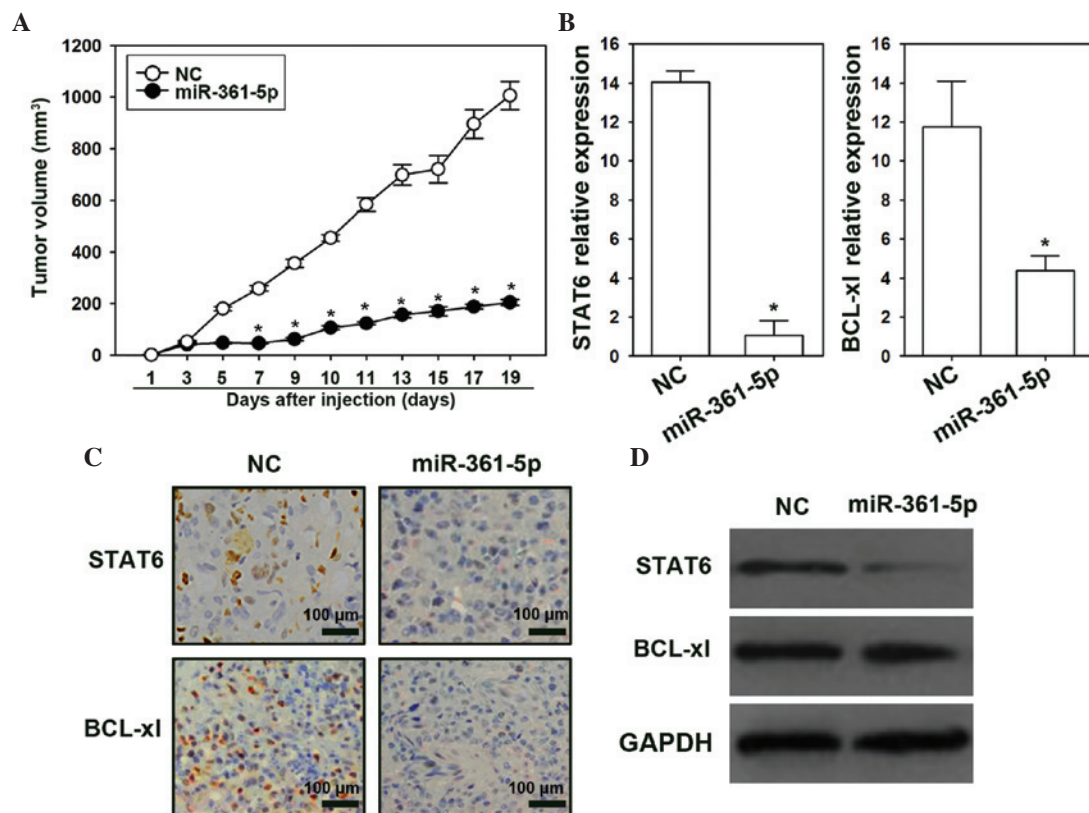 A
1200
1000
800
600
400
200
0
Tumor volume (mm³)
NC
miR-361-5p
* * * * * * * *
1 3 5 7 9 10 11 13 15 17 19
Days after injection (days)
B
16
14
12
10
8
6
4
2
0
STAT6 relative expression
*
NC
miR-361-5p
16
14
12
10
8
6
4
2
0
BCL-xl relative expression
*
NC
miR-361-5p
C
NC
miR-361-5p
STAT6
100 µm
100 µm
BCL-xl
100 µm
100 µm
D
NC
miR-361-5p
STAT6
BCL-xl
GAPDH